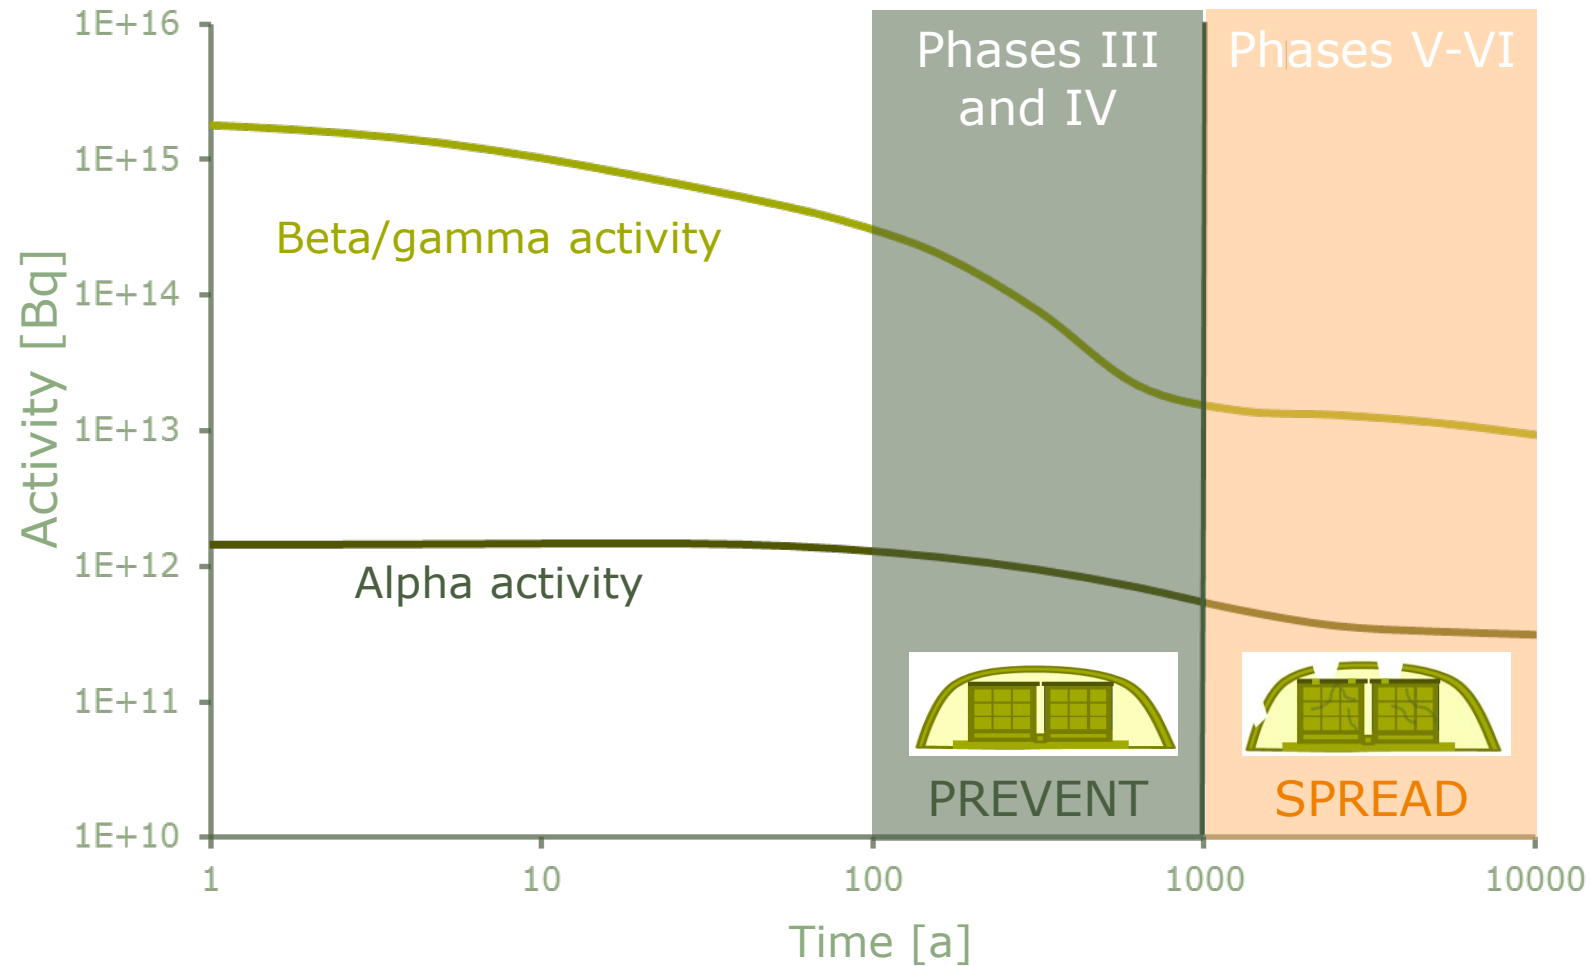 1E+16
1E+15
1E+14
1E+13
1E+12
1E+11
1E+10
Activity [Bq]
Phases III
and IV
Phases V-VI
Beta/gamma activity
Alpha activity
PREVENT
SPREAD
1
10
100
1000
10000
Time [a]